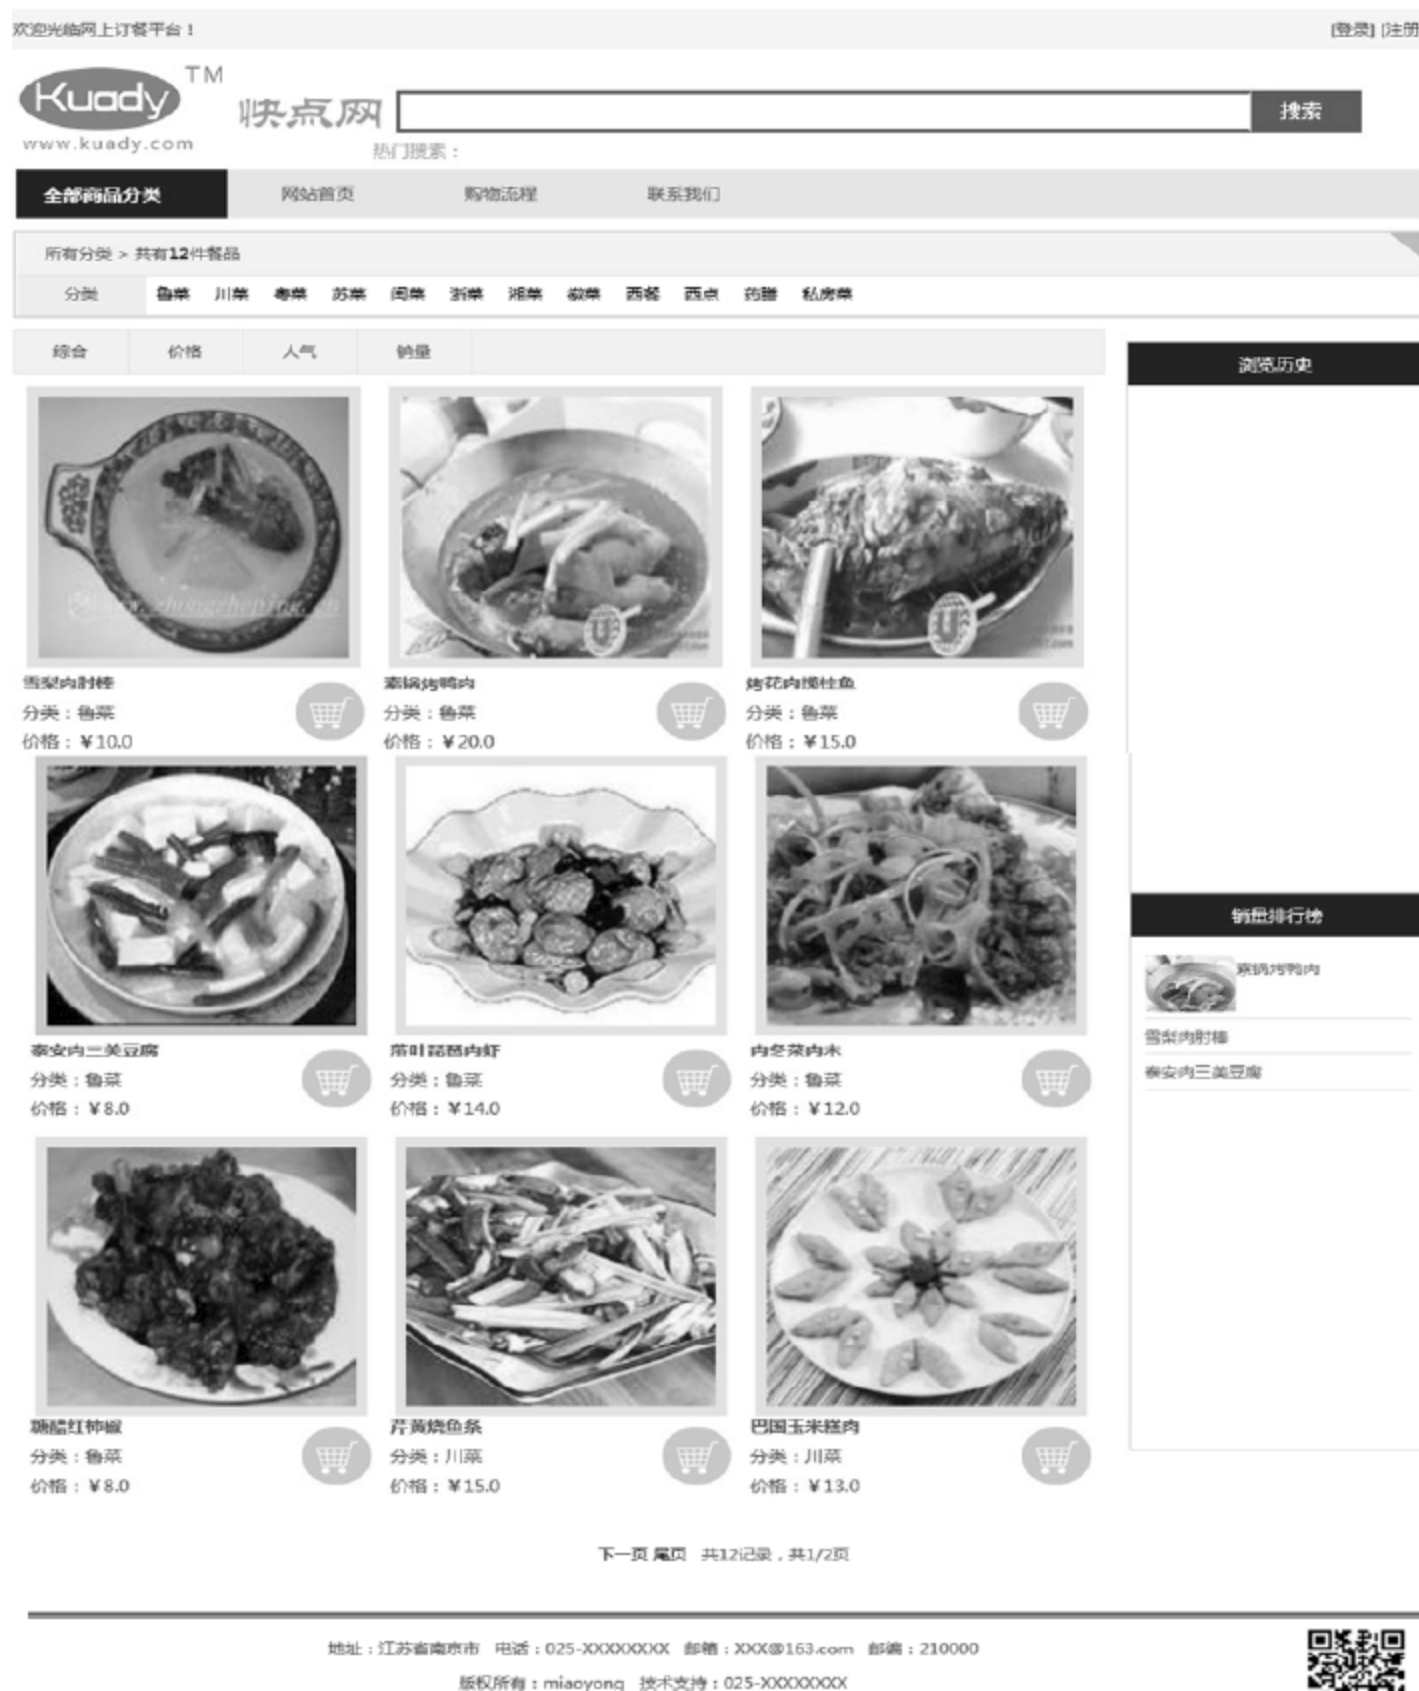 欢迎光临网上订餐平台！
[登录] [注册
Kuady TM
www.kuady.com
快点网
搜索
热门搜索：
全部商品分类 网站首页 购物流程 联系我们
所有分类 > 共有12件餐品
分类 鲁菜 川菜 粤菜 苏菜 闽菜 浙菜 湘菜 徽菜 西餐 西点 药膳 私房菜
综合 价格 人气 销量
浏览历史
雪梨肉肘棒 素锅烤鸭肉 烤花肉揽桂鱼
分类：鲁菜 分类：鲁菜 分类：鲁菜
价格：¥10.0 价格：¥20.0 价格：¥15.0
销量排行榜
素锅烤鸭肉
雪梨肉肘棒
泰安肉三美豆腐
泰安肉三美豆腐 落叶琵琶肉虾 肉冬菜肉末
分类：鲁菜 分类：鲁菜 分类：鲁菜
价格：¥8.0 价格：¥14.0 价格：¥12.0
糖醋红柿椒 芹黄烧鱼条 巴国玉米糕肉
分类：鲁菜 分类：川菜 分类：川菜
价格：¥8.0 价格：¥15.0 价格：¥13.0
下一页 尾页 共12记录，共1/2页
地址：江苏省南京市 电话：025-XXXXXXXX 邮箱：XXX@163.com 邮编：210000
版权所有：miaoyong 技术支持：025-XXXXXXXX